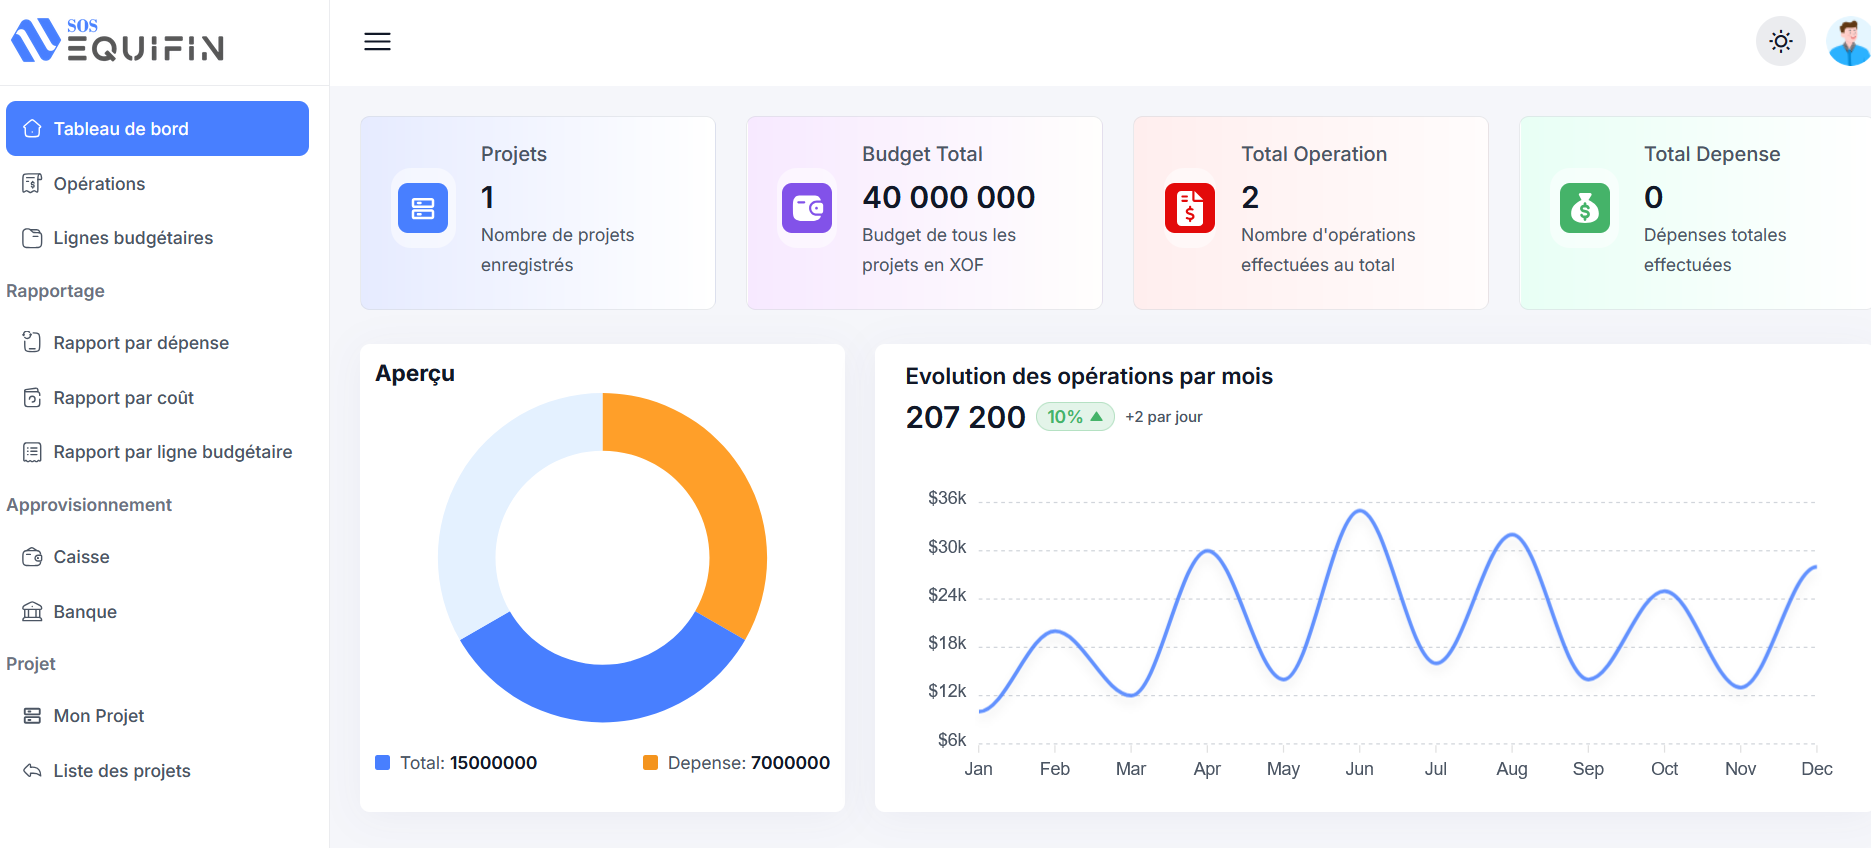 SOS
EQUIFIN
Tableau de bord
Opérations
Lignes budgétaires
Rapportage
Rapport par dépense
Rapport par coût
Rapport par ligne budgétaire
Approvisionnement
Caisse
Banque
Projet
Mon Projet
Liste des projets
Projets
1
Nombre de projets
enregistrés
Budget Total
40 000 000
Budget de tous les
projets en XOF
Total Operation
2
Nombre d'opérations
effectuées au total
Total Depense
0
Dépenses totales
effectuées
Aperçu
Total: 15000000
Depense: 7000000
Evolution des opérations par mois
207 200 10% +2 par jour
$36k
$30k
$24k
$18k
$12k
$6k
Jan Feb Mar Apr May Jun Jul Aug Sep Oct Nov Dec